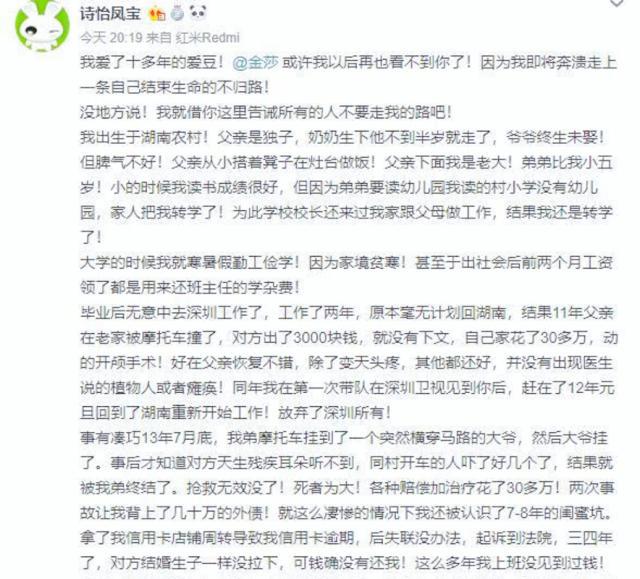 诗怡凤宝
今天 20:19 来自 红米Redmi
我爱了十多年的爱豆！@金莎 或许我以后再也看不到你了！因为我即将奔溃走上
一条自己结束生命的不归路！
没地方说！我就借你这里告诫所有的人不要走我的路吧！
我出生于湖南农村！父亲是独子，奶奶生下他不到半岁就走了，爷爷终生未娶！
但脾气不好！父亲从小搭着凳子在灶台做饭！父亲下面我是老大！弟弟比我小五
岁！小的时候我读书成绩很好，但因为弟弟要读幼儿园我读的村小学没有幼儿
园，家人把我转学了！为此学校校长还来过我家跟父母做工作，结果我还是转学
了！
大学的时候我就寒暑假勤工俭学！因为家境贫寒！甚至于出社会后前两个月工资
领了都是用来还班主任的学杂费！
毕业后无意中去深圳工作了，工作了两年，原本毫无计划回湖南，结果11年父亲
在老家被摩托车撞了，对方出了3000块钱，就没有下文，自己家花了30多万，动
的开颅手术！好在父亲恢复不错，除了变天头疼，其他都还好，并没有出现医生
说的植物人或者瘫痪！同年我在第一次带队在深圳卫视见到你后，赶在了12年元
旦回到了湖南重新开始工作！放弃了深圳所有！
事有凑巧13年7月底，我弟摩托车挂到了一个突然横穿马路的大爷，然后大爷挂
了。事后才知道对方天生残疾耳朵听不到，同村开车的人吓了好几个了，结果就
被我弟终结了。抢救无效没了！死者为大！各种赔偿加治疗花了30多万！两次事
故让我背上了几十万的外债！就这么凄惨的情况下我还被认识了7-8年的闺蜜坑。
拿了我信用卡店铺周转导致我信用卡逾期，后失联没办法，起诉到法院，三四年
了，对方结婚生子一样没拉下，可钱确没有还我！这么多年我上班没见到过钱！